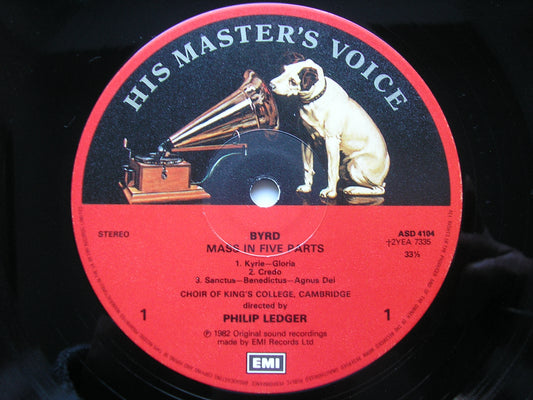 HIS MASTER'S VOICE
STEREO
BYRD
MASS IN FIVE PARTS
ASD 4104
†2YEA 7335
33⅓
1. Kyrie–Gloria
2. Credo
3. Sanctus–Benedictus–Agnus Dei
CHOIR OF KING'S COLLEGE, CAMBRIDGE
directed by
1
PHILIP LEDGER
1
℗ 1982 Original sound recordings
made by EMI Records Ltd
EMI